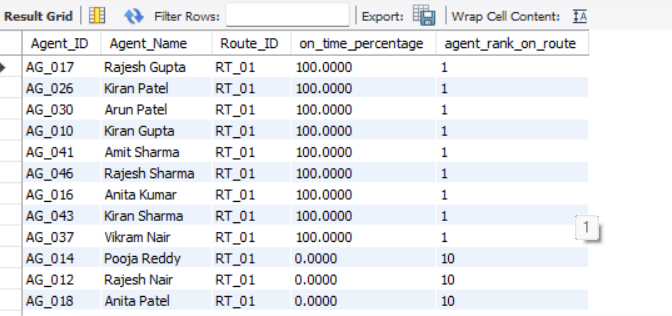 Result Grid Filter Rows: Export: Wrap Cell Content: IA
Agent_ID Agent_Name Route_ID on_time_percentage agent_rank_on_route
AG_017 Rajesh Gupta RT_01 100.0000 1
AG_026 Kiran Patel RT_01 100.0000 1
AG_030 Arun Patel RT_01 100.0000 1
AG_010 Kiran Gupta RT_01 100.0000 1
AG_041 Amit Sharma RT_01 100.0000 1
AG_046 Rajesh Sharma RT_01 100.0000 1
AG_016 Anita Kumar RT_01 100.0000 1
AG_043 Kiran Sharma RT_01 100.0000 1
AG_037 Vikram Nair RT_01 100.0000 1
1
AG_014 Pooja Reddy RT_01 0.0000 10
AG_012 Rajesh Nair RT_01 0.0000 10
AG_018 Anita Patel RT_01 0.0000 10